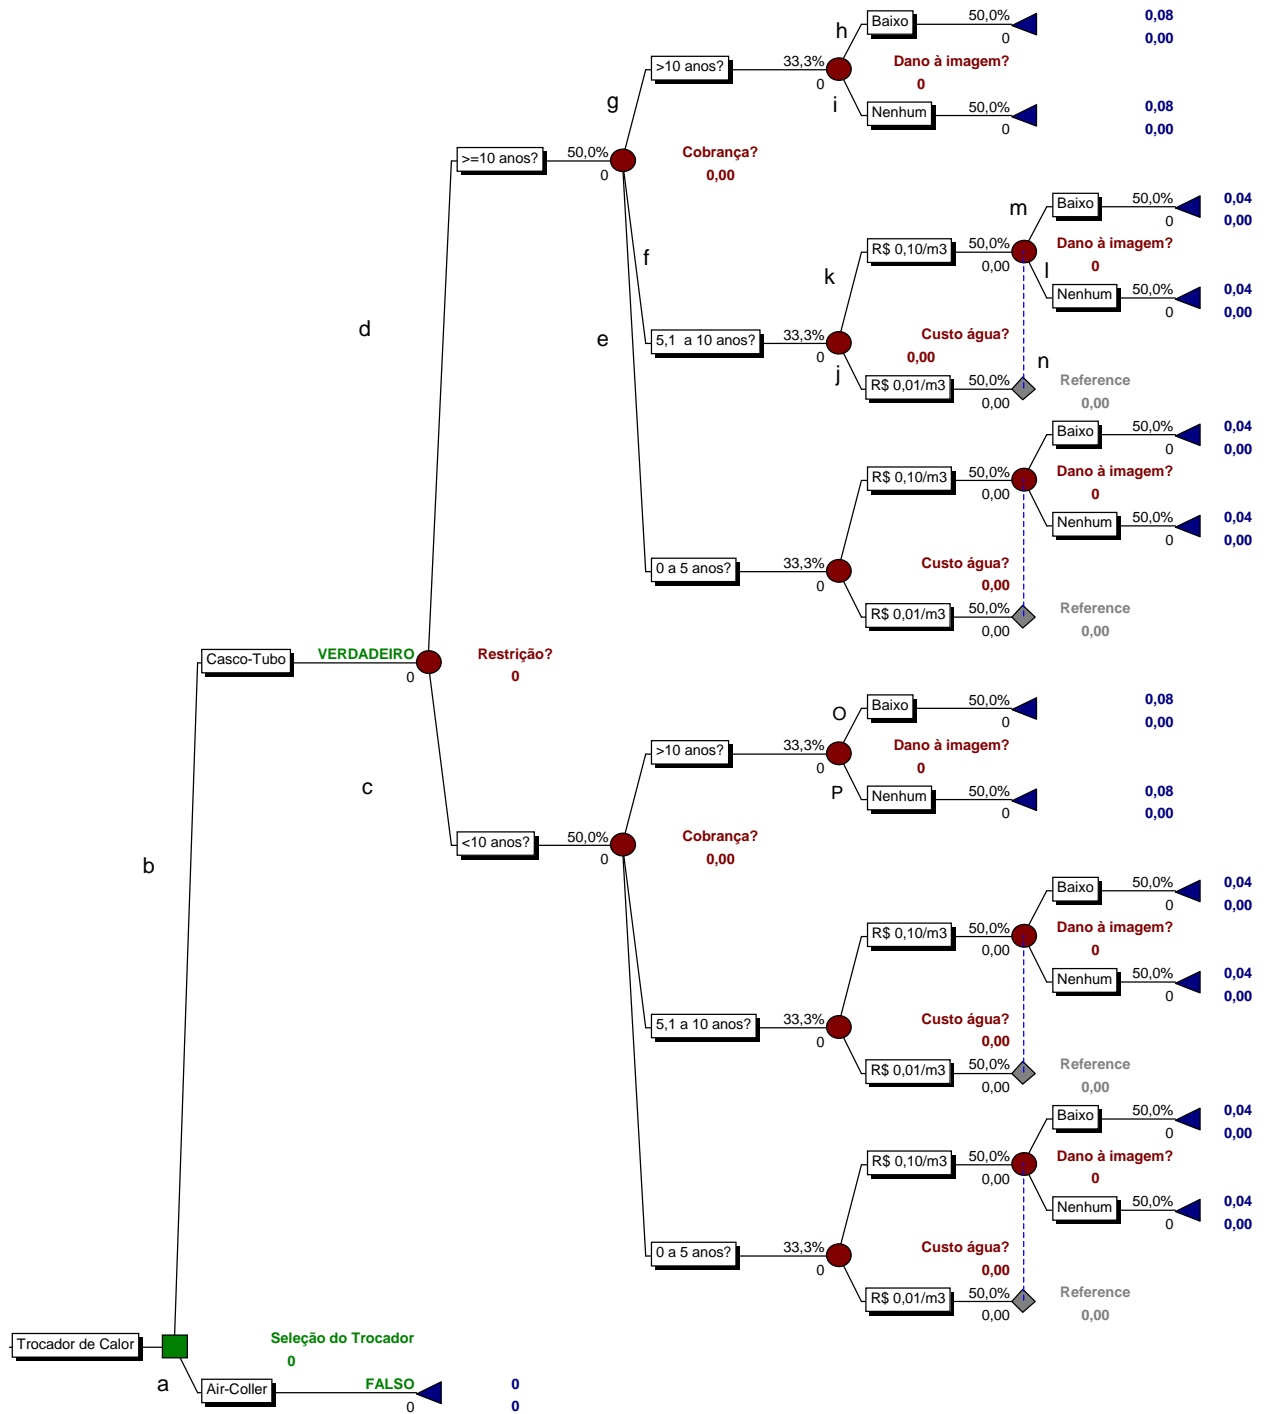 h
Baixo
50,0%
0
0,08
0,00
>10 anos?
33,3%
0
Dano à imagem?
0
i
Nenhum
50,0%
0
0,08
0,00
g
>=10 anos?
50,0%
0
Cobrança?
0,00
m
Baixo
50,0%
0
0,04
0,00
f
k
R$ 0,10/m3
50,0%
0,00
Dano à imagem?
0
l
Nenhum
50,0%
0
0,04
0,00
d
e
5,1 a 10 anos?
33,3%
0
Custo água?
0,00
j
R$ 0,01/m3
50,0%
0,00
n
Reference
0,00
Baixo
50,0%
0
0,04
0,00
R$ 0,10/m3
50,0%
0,00
Dano à imagem?
0
Nenhum
50,0%
0
0,04
0,00
0 a 5 anos?
33,3%
0
Custo água?
0,00
R$ 0,01/m3
50,0%
0,00
Reference
0,00
Casco-Tubo
VERDADEIRO
0
Restrição?
0
O
Baixo
50,0%
0
0,08
0,00
>10 anos?
33,3%
0
Dano à imagem?
0
P
Nenhum
50,0%
0
0,08
0,00
c
<10 anos?
50,0%
0
Cobrança?
0,00
b
Baixo
50,0%
0
0,04
0,00
R$ 0,10/m3
50,0%
0,00
Dano à imagem?
0
Nenhum
50,0%
0
0,04
0,00
5,1 a 10 anos?
33,3%
0
Custo água?
0,00
R$ 0,01/m3
50,0%
0,00
Reference
0,00
Baixo
50,0%
0
0,04
0,00
R$ 0,10/m3
50,0%
0,00
Dano à imagem?
0
Nenhum
50,0%
0
0,04
0,00
0 a 5 anos?
33,3%
0
Custo água?
0,00
R$ 0,01/m3
50,0%
0,00
Reference
0,00
Trocador de Calor
Seleção do Trocador
0
a
Air-Coller
FALSO
0
0
0